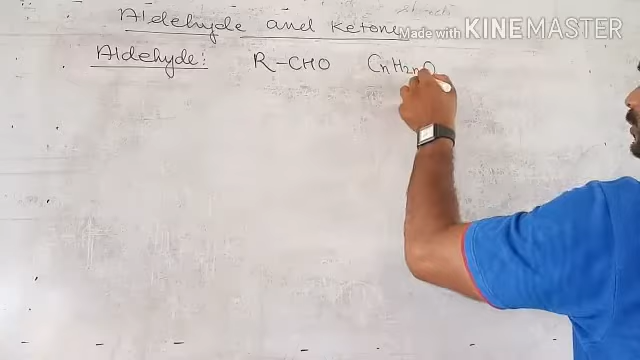 Aldehyde and Ketone
Made with KINEMASTER
Aldehyde: R-CHO CnH2nO